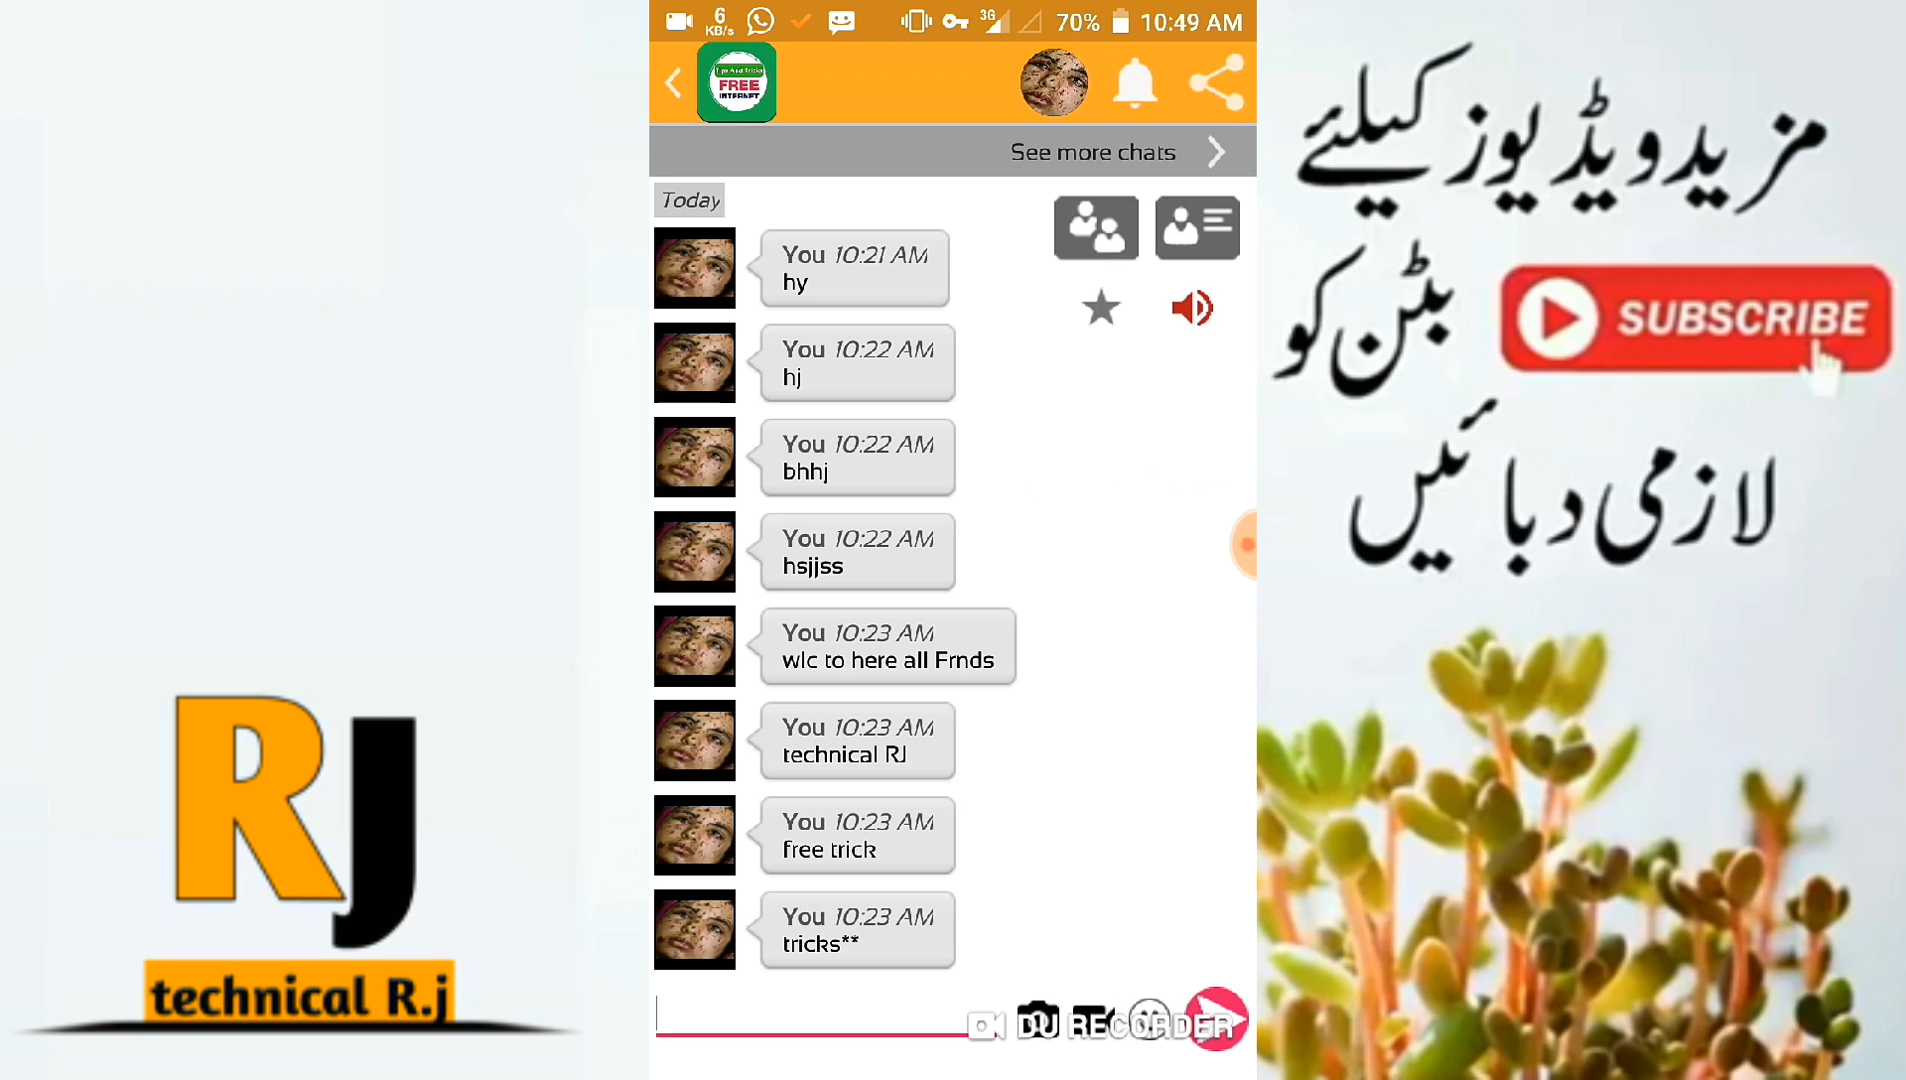 6
KB/s
3G
70%
10:49 AM
Tips And Tricks
FREE
INTERNET
See more chats
Today
You 10:21 AM
hy
You 10:22 AM
hj
You 10:22 AM
bhhj
You 10:22 AM
hsjjss
You 10:23 AM
wlc to here all Frnds
You 10:23 AM
technical RJ
You 10:23 AM
free trick
You 10:23 AM
tricks**
DU RECORDER
RJ
technical R.j
مزید ویڈیوز کیلئے
SUBSCRIBE بٹن کو
لازمی دبائیں